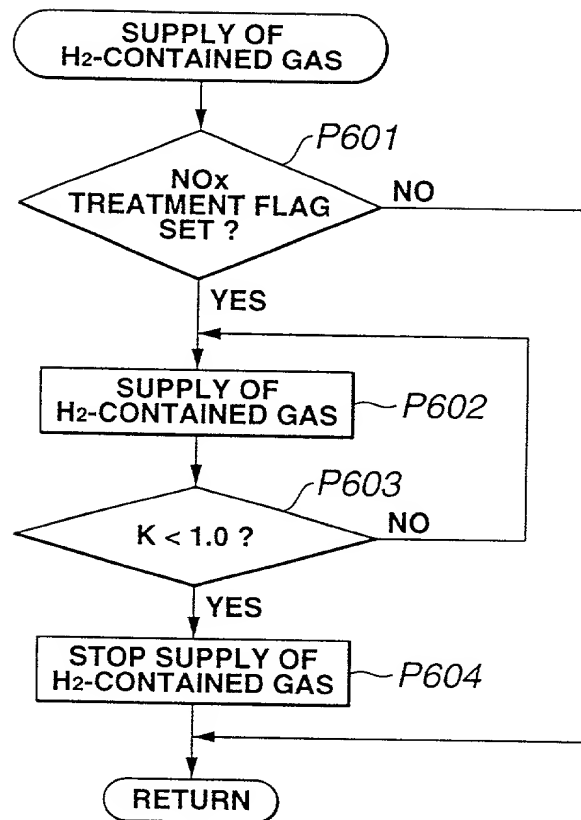 SUPPLY OF
H2-CONTAINED GAS
P601
NOx
TREATMENT FLAG
SET ?
NO
YES
SUPPLY OF
H2-CONTAINED GAS
P602
P603
K < 1.0 ?
NO
YES
STOP SUPPLY OF
H2-CONTAINED GAS
P604
RETURN